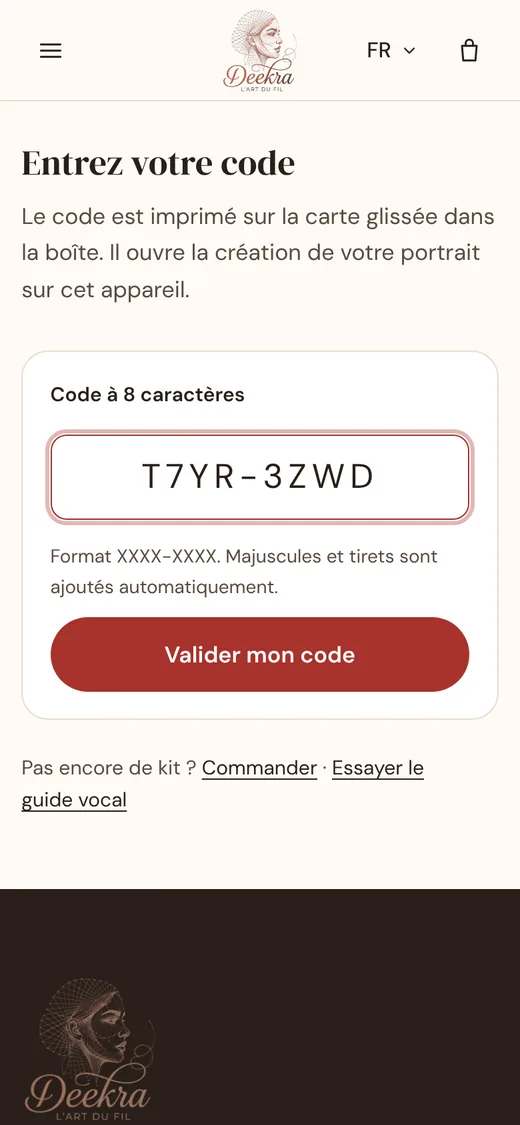 Deekra
L'ART DU FIL
FR
Entrez votre code
Le code est imprimé sur la carte glissée dans
la boîte. Il ouvre la création de votre portrait
sur cet appareil.
Code à 8 caractères
T7YR-3ZWD
Format XXXX-XXXX. Majuscules et tirets sont
ajoutés automatiquement.
Valider mon code
Pas encore de kit ? Commander · Essayer le
guide vocal
Deekra
L'ART DU FIL